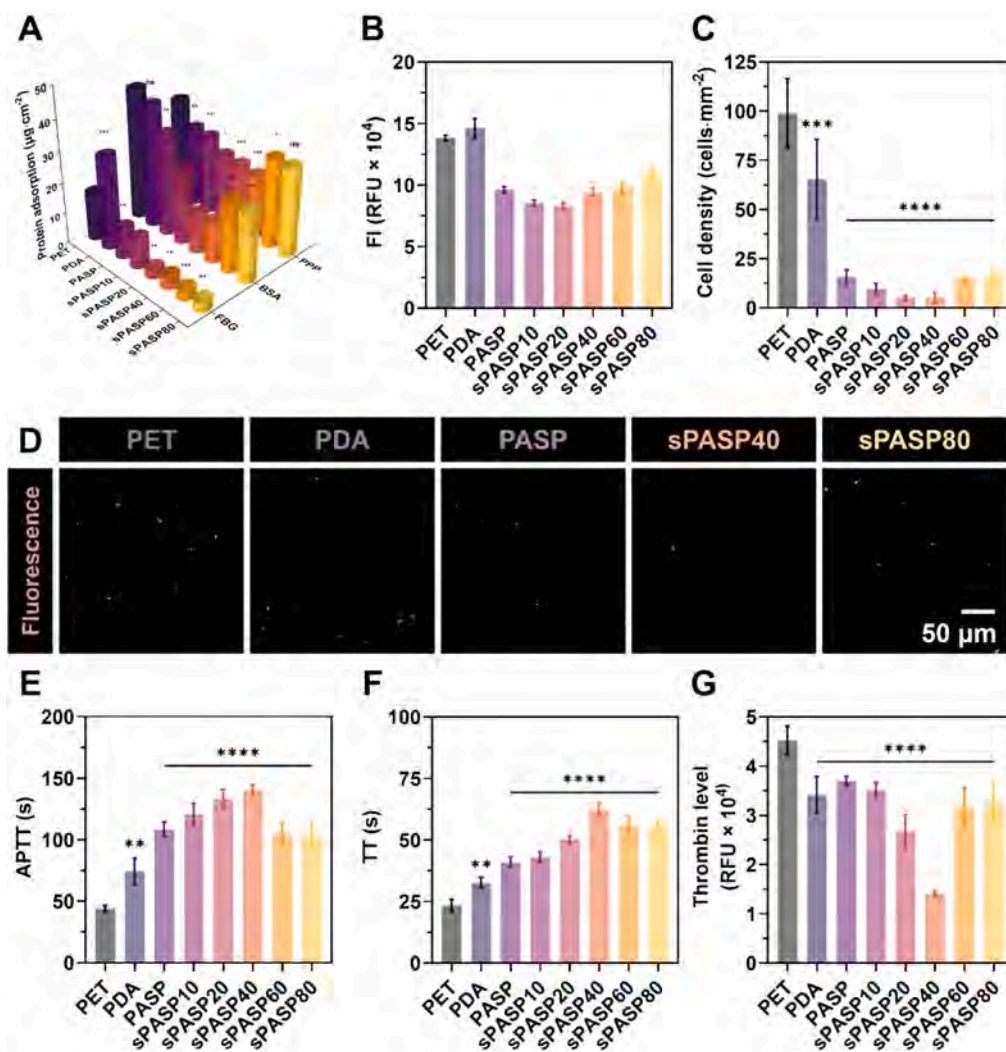 A
Protein adsorption (µg·cm⁻²)
50
40
30
20
10
0
PET
PDA
PASP
sPASP10
sPASP20
sPASP40
sPASP60
sPASP80
FBG
BSA
PPP
B
FI (RFU × 10⁴)
20
15
10
5
0
PET
PDA
PASP
sPASP10
sPASP20
sPASP40
sPASP60
sPASP80
C
Cell density (cells·mm⁻²)
125
100
75
50
25
0
***
****
PET
PDA
PASP
sPASP10
sPASP20
sPASP40
sPASP60
sPASP80
D
PET PDA PASP sPASP40 sPASP80
Fluorescence
50 µm
E
APTT (s)
200
150
100
50
0
**
****
PET
PDA
PASP
sPASP10
sPASP20
sPASP40
sPASP60
sPASP80
F
TT (s)
100
75
50
25
0
**
****
PET
PDA
PASP
sPASP10
sPASP20
sPASP40
sPASP60
sPASP80
G
Thrombin level
(RFU × 10⁴)
5
4
3
2
1
0
****
PET
PDA
PASP
sPASP10
sPASP20
sPASP40
sPASP60
sPASP80